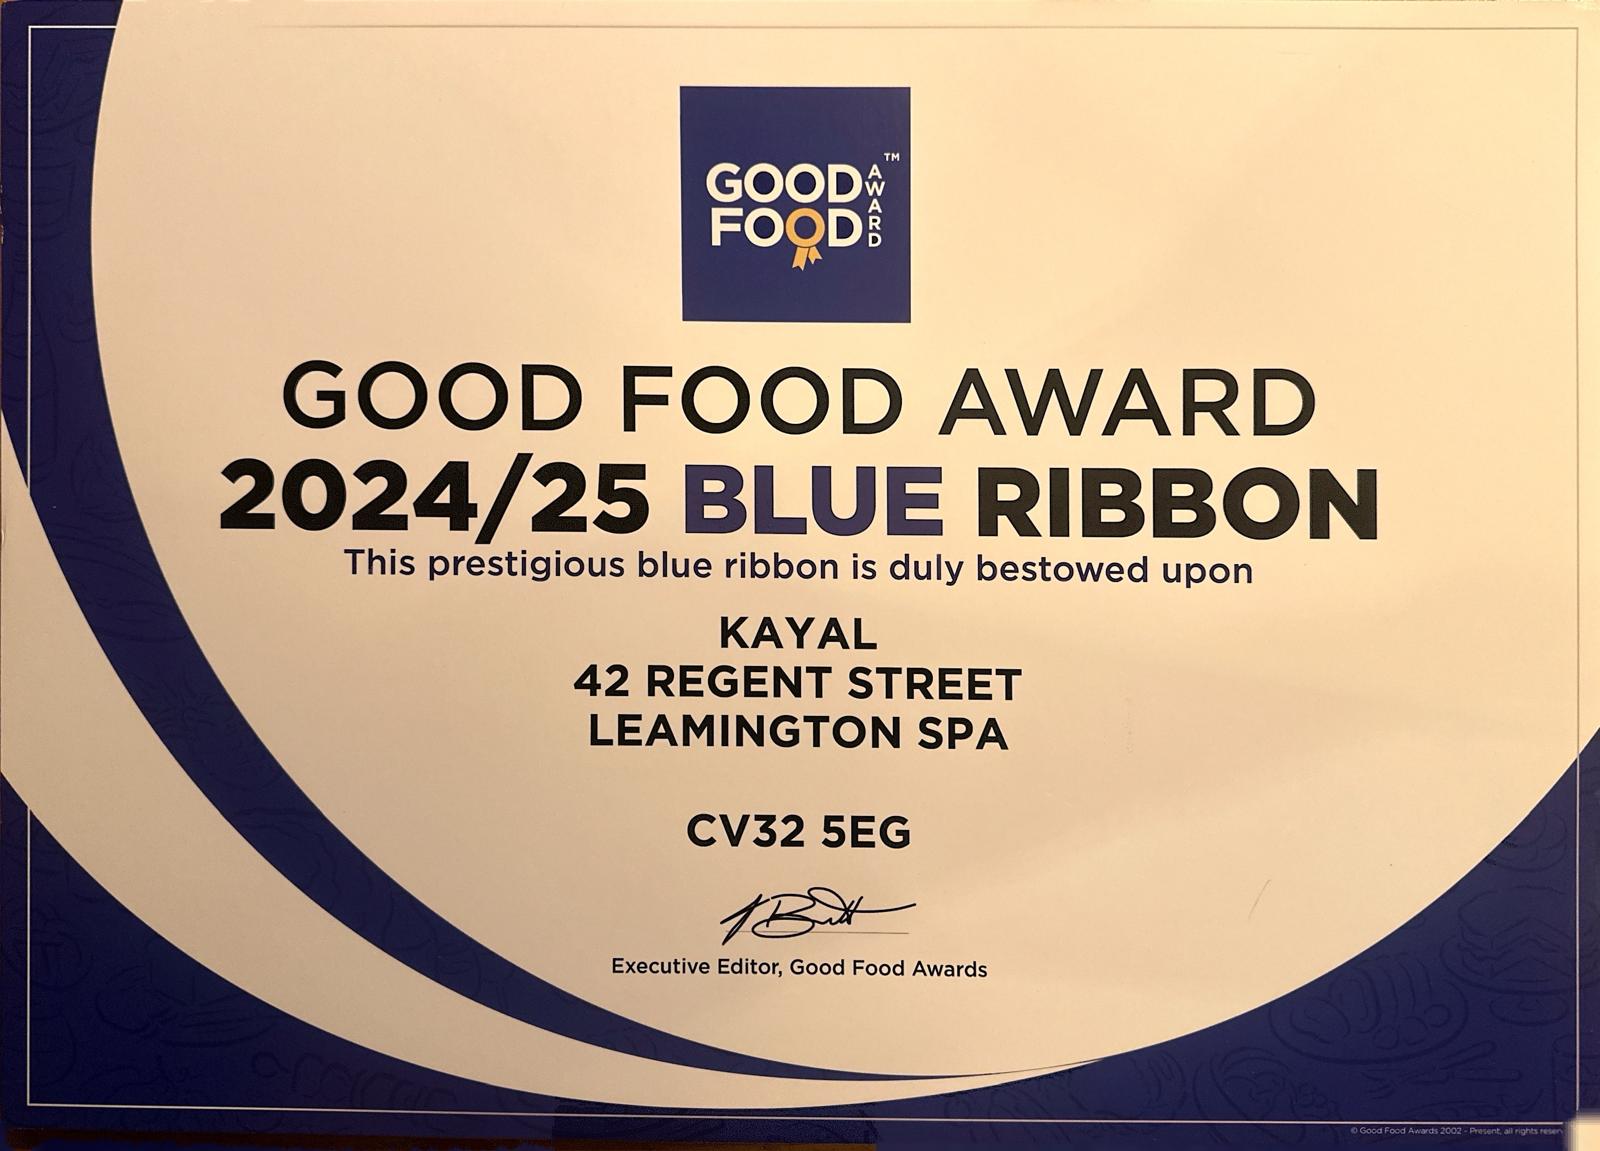 GOOD
FOOD
AWARD
™
GOOD FOOD AWARD
2024/25 BLUE RIBBON
This prestigious blue ribbon is duly bestowed upon
KAYAL
42 REGENT STREET
LEAMINGTON SPA
CV32 5EG
Executive Editor, Good Food Awards
© Good Food Awards 2002 - Present, all rights